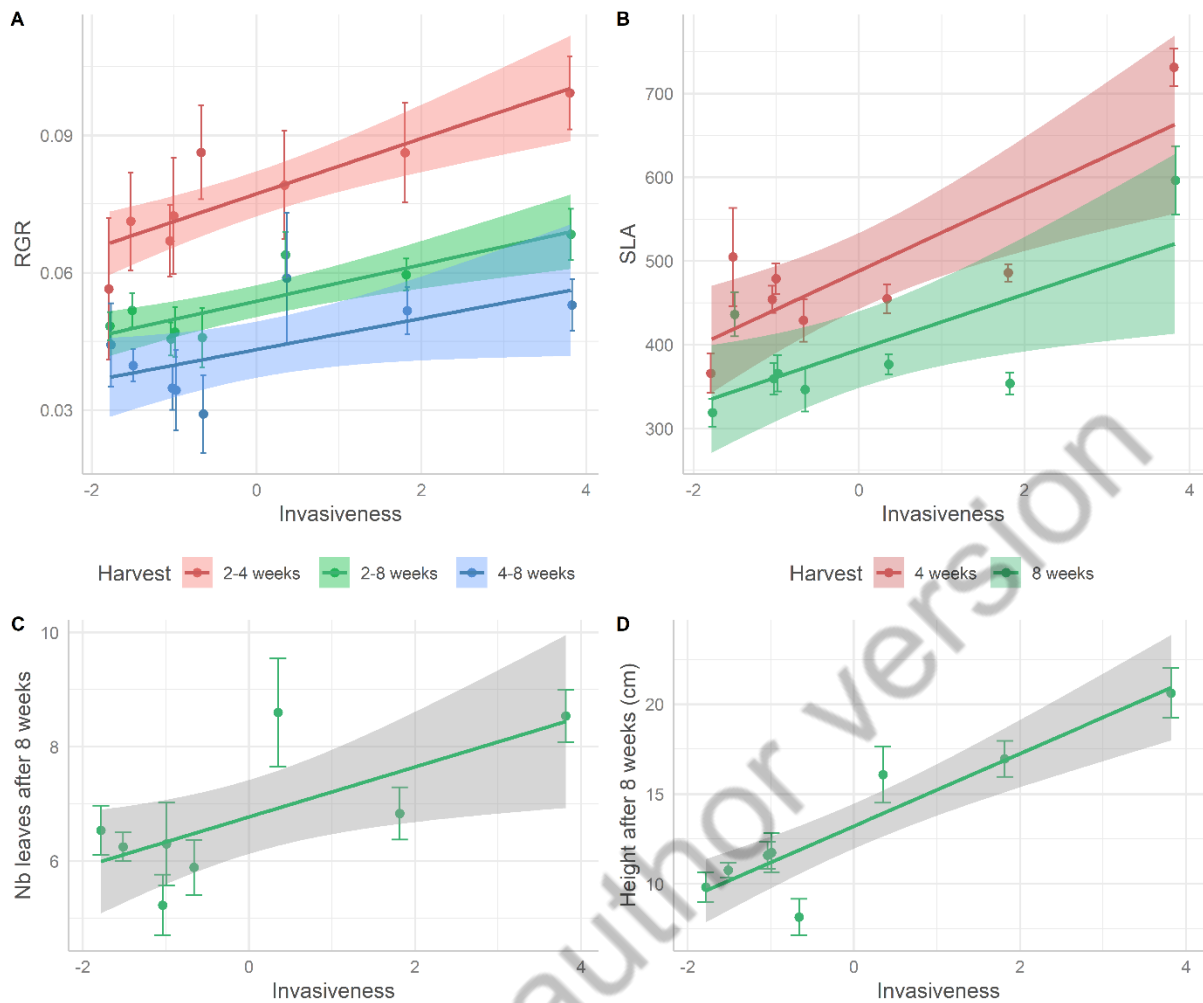 A
B
RGR
0.09
0.06
0.03
-2
0
2
4
Invasiveness
SLA
700
600
500
400
300
-2
0
2
4
Invasiveness
Harvest 2-4 weeks 2-8 weeks 4-8 weeks
Harvest 4 weeks 8 weeks
C
D
Nb leaves after 8 weeks
10
8
6
-2
0
2
4
Invasiveness
Height after 8 weeks (cm)
20
15
10
-2
0
2
4
Invasiveness
author version